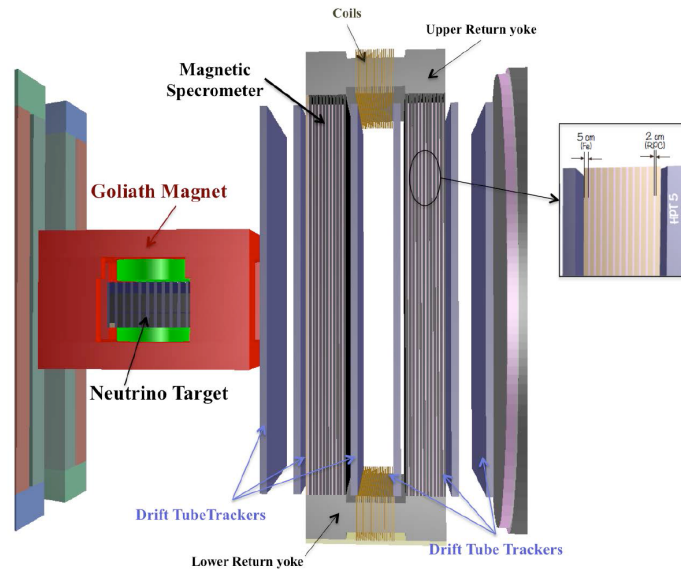 Coils
Upper Return yoke
Magnetic
Specrometer
5 cm
(Fe)
2 cm
(RPC)
Goliath Magnet
HPT 5
Neutrino Target
Drift TubeTrackers
Drift Tube Trackers
Lower Return yoke